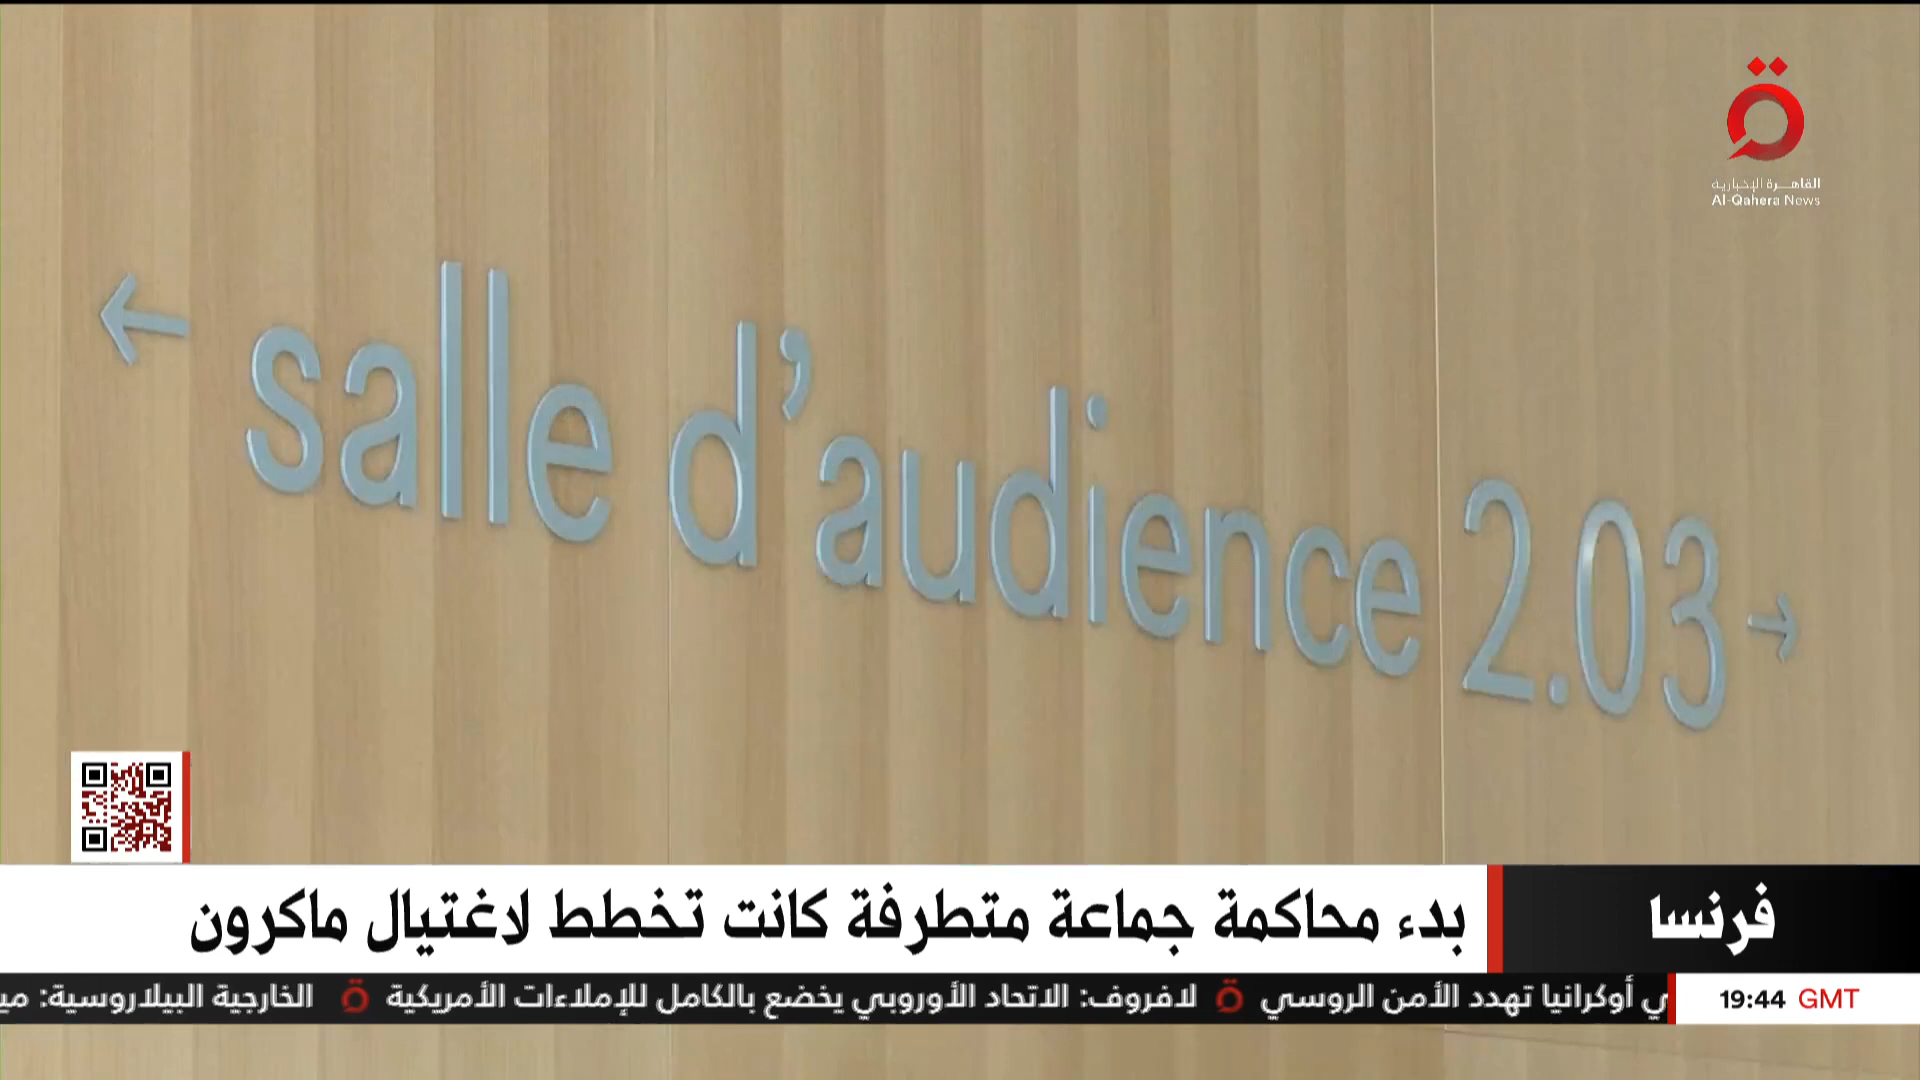 القاهرة الإخبارية
Al-Qahera News
← salle d’audience 2.03 →
فرنسا
بدء محاكمة جماعة متطرفة كانت تخطط لاغتيال ماكرون
19:44 GMT
أوكرانيا تهدد الأمن الروسي لافروف: الاتحاد الأوروبي يخضع بالكامل للإملاءات الأمريكية الخارجية البيلاروسية: